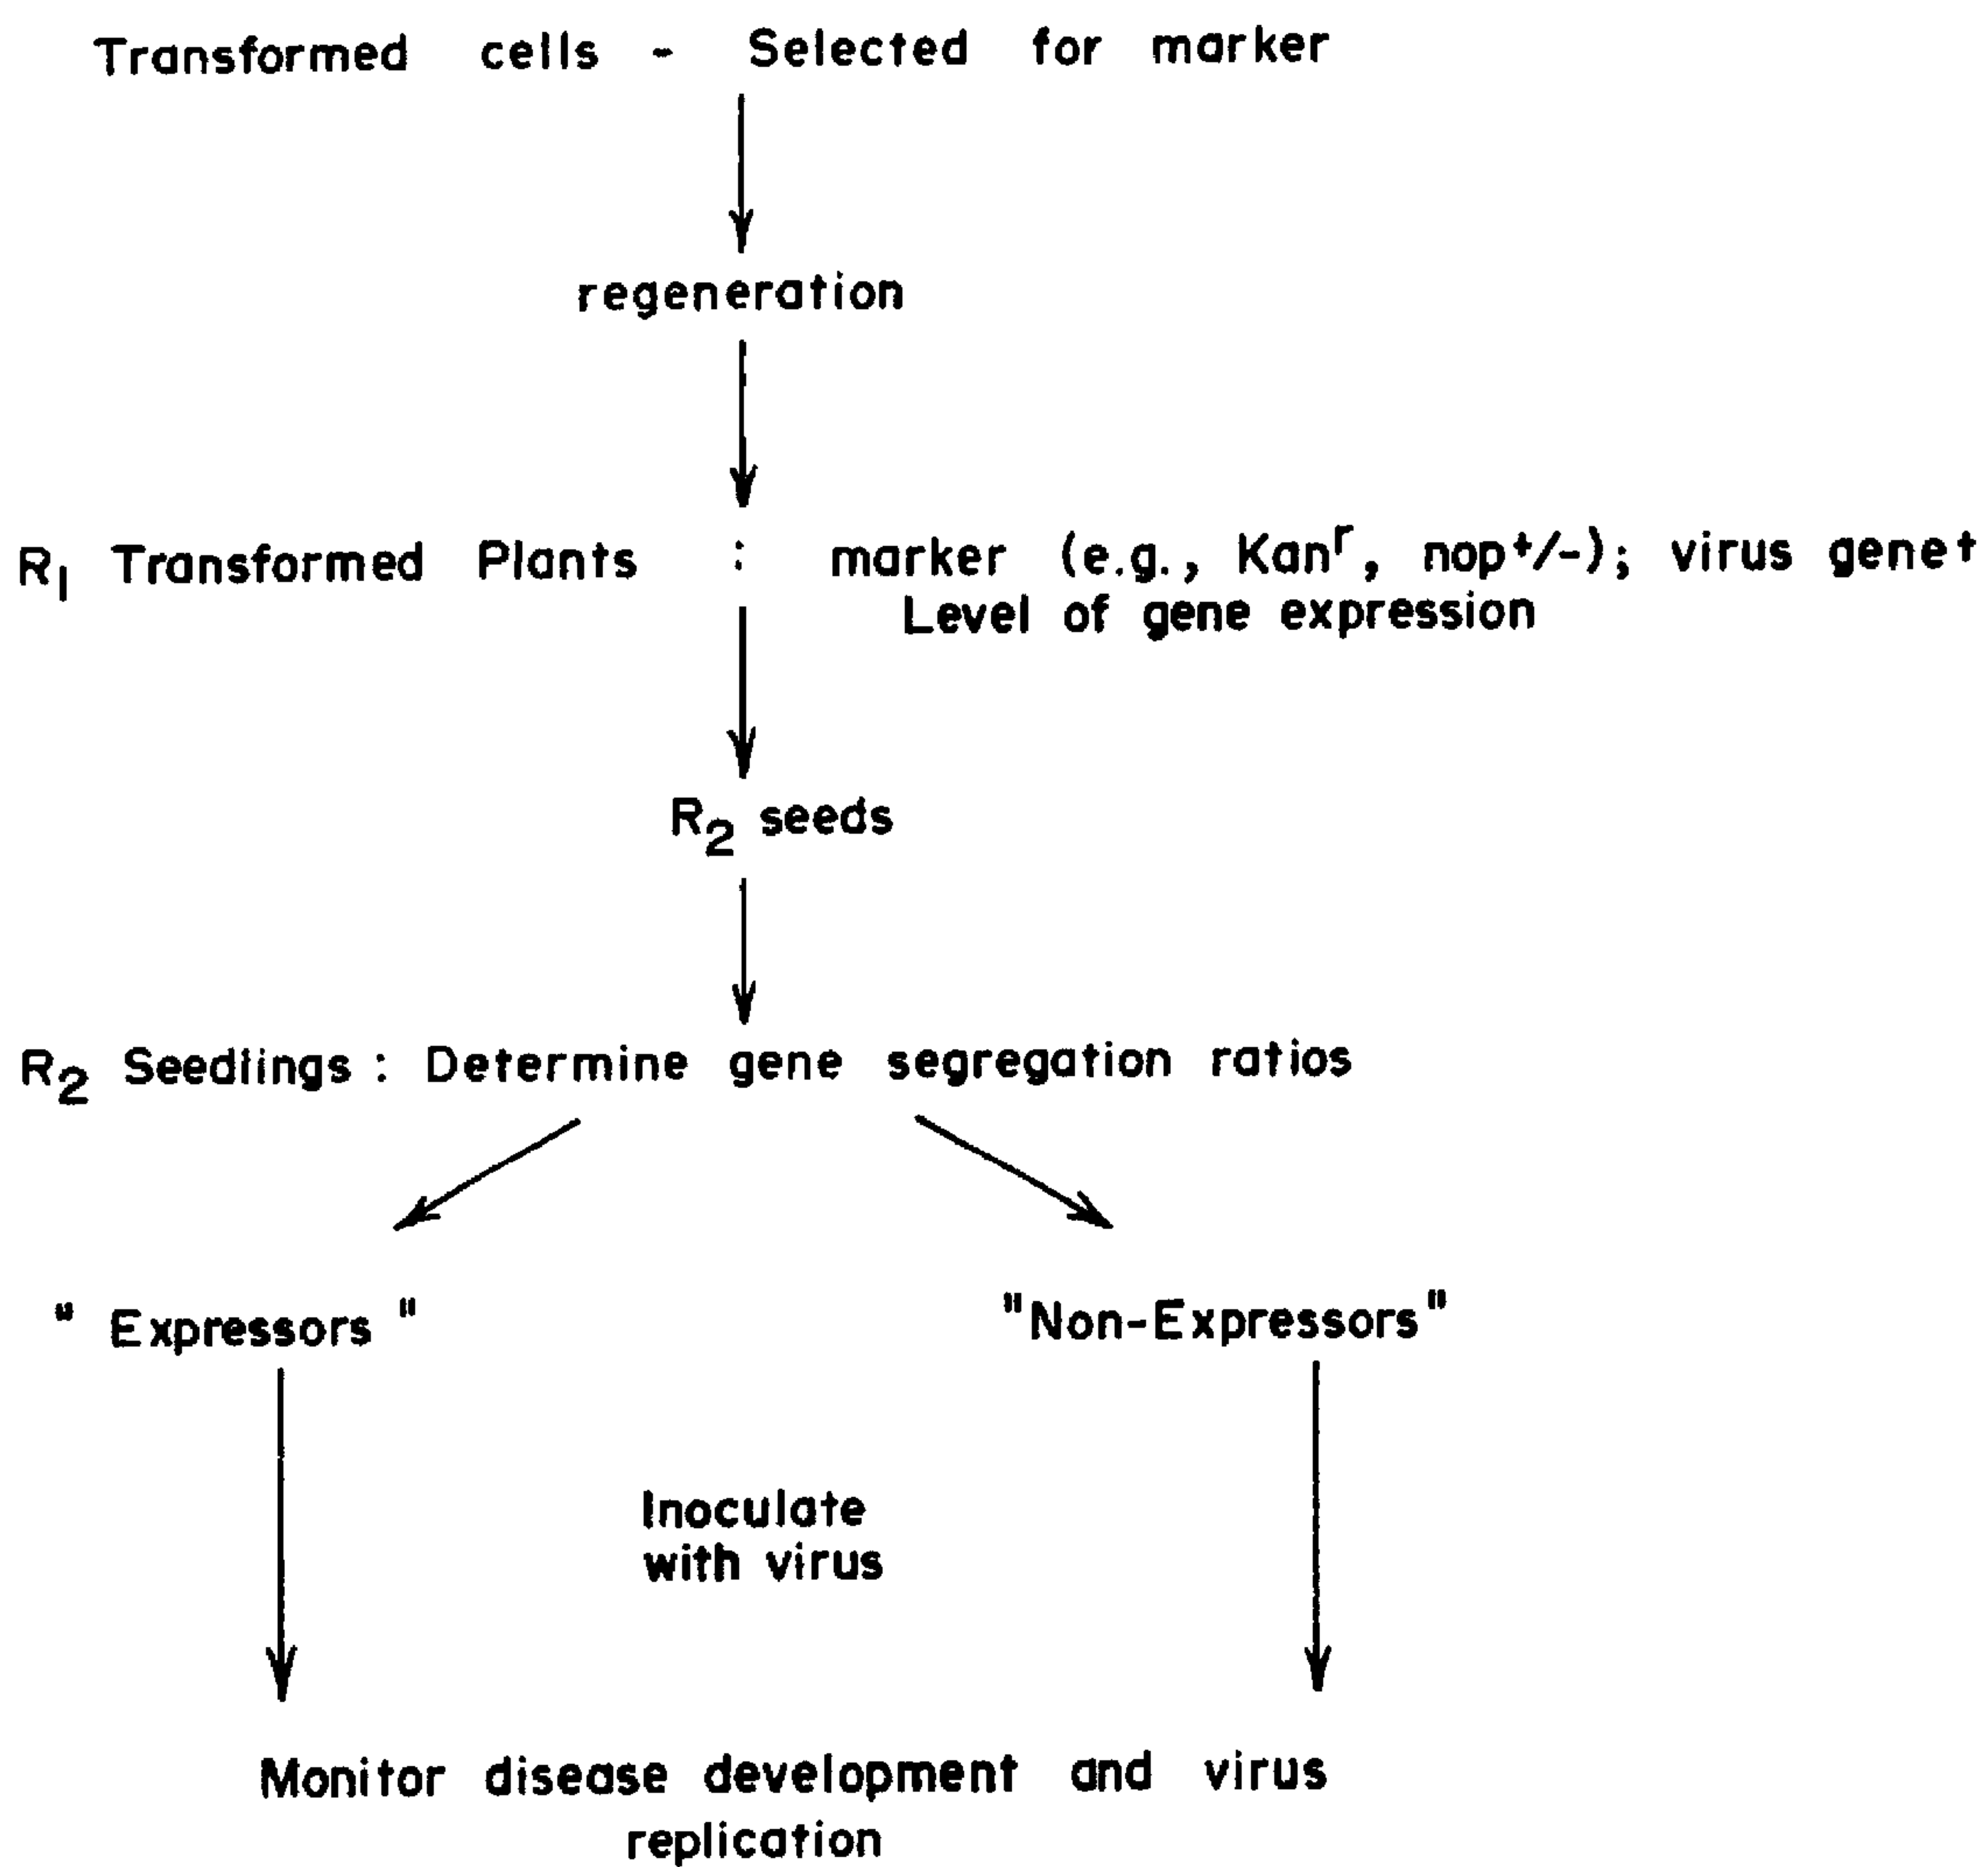 Transformed cells - Selected for marker
regeneration
R₁ Transformed Plants : marker (e.g., Kanʳ, nop⁺/-); virus gene⁺
Level of gene expression
R₂ seeds
R₂ Seedlings : Determine gene segregation ratios
" Expressors " "Non-Expressors"
Inoculate
with virus
Monitor disease development and virus
replication